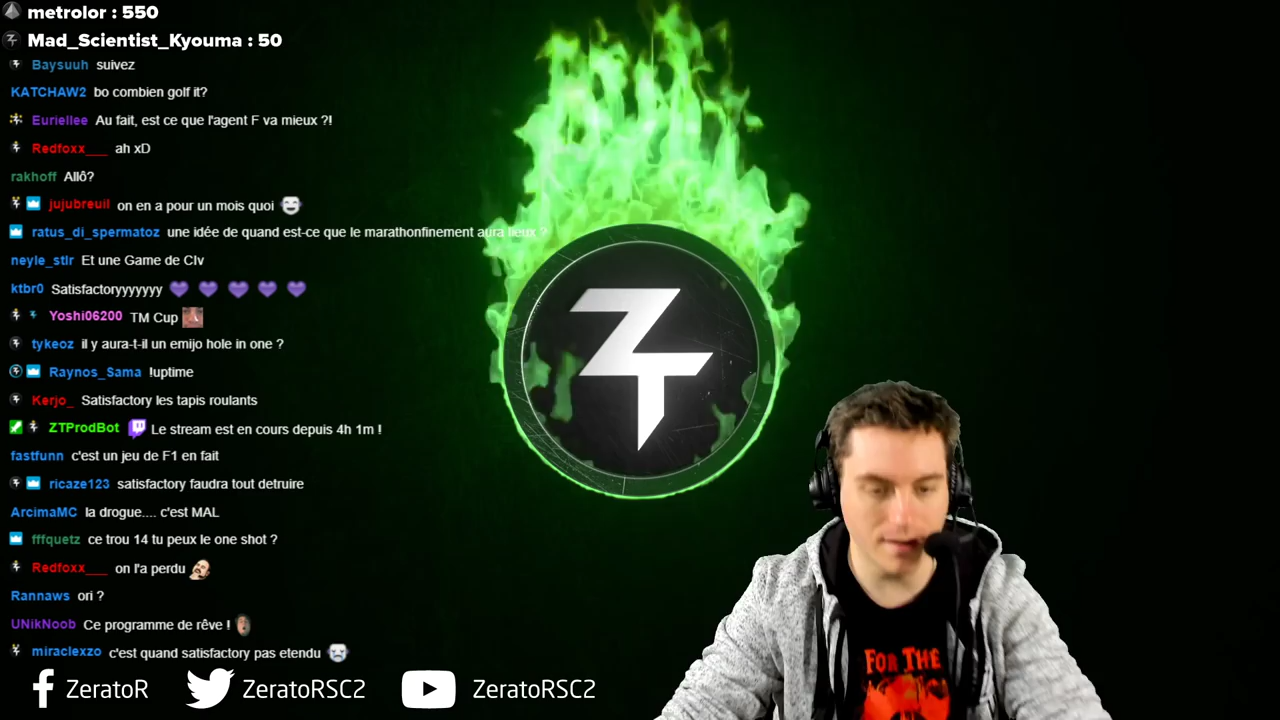 metrolor : 550
Mad_Scientist_Kyouma : 50
Baysuuh suivez
KATCHAW2 bo combien golf it?
Euriellee Au fait, est ce que l'agent F va mieux ?!
Redfoxx___ ah xD
rakhoff Allô?
jujubreuil on en a pour un mois quoi
ratus_di_spermatoz une idée de quand est-ce que le marathonfinement aura lieux ?
neyle_stlr Et une Game de CIv
ktbr0 Satisfactoryyyyyyy
Yoshi06200 TM Cup
tykeoz il y aura-t-il un emijo hole in one ?
Raynos_Sama !uptime
Kerjo_ Satisfactory les tapis roulants
ZTProdBot Le stream est en cours depuis 4h 1m !
fastfunn c'est un jeu de F1 en fait
ricaze123 satisfactory faudra tout detruire
ArcimaMC la drogue.... c'est MAL
fffquetz ce trou 14 tu peux le one shot ?
Redfoxx___ on l'a perdu
Rannaws ori ?
UNikNoob Ce programme de rêve !
miraclexzo c'est quand satisfactory pas etendu
ZT
FOR THE
ZeratoR ZeratoRSC2 ZeratoRSC2